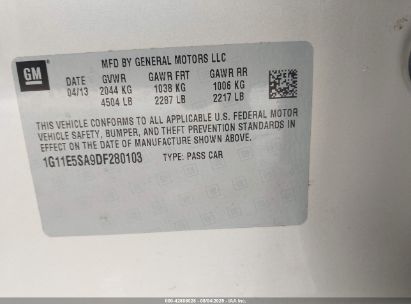 GM
MFD BY GENERAL MOTORS LLC
DATE GVWR GAWR FRT GAWR RR
04/13 2044 KG 1038 KG 1006 KG
4504 LB 2287 LB 2217 LB
THIS VEHICLE CONFORMS TO ALL APPLICABLE U.S. FEDERAL MOTOR
VEHICLE SAFETY, BUMPER, AND THEFT PREVENTION STANDARDS IN
EFFECT ON THE DATE OF MANUFACTURE SHOWN ABOVE.
1G11E5SA9DF280103 TYPE: PASS CAR